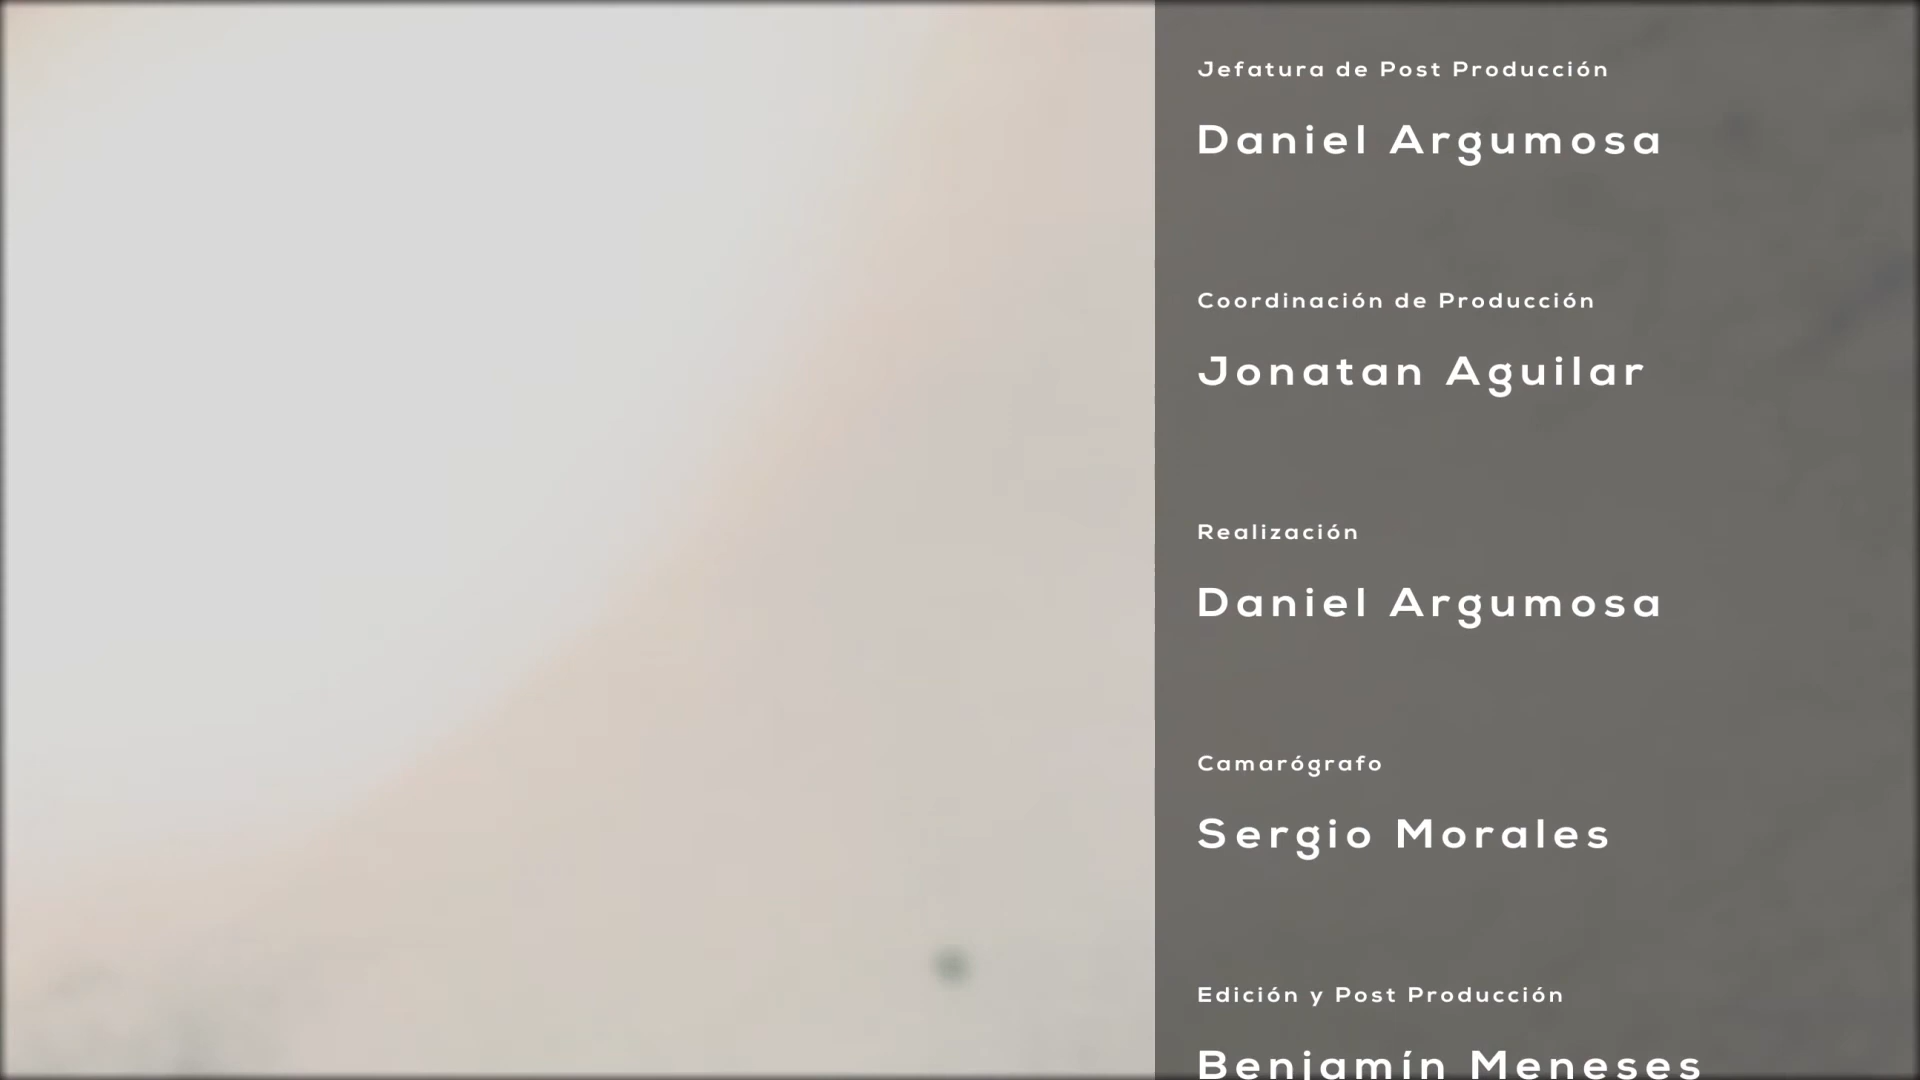 Jefatura de Post Producción
Daniel Argumosa
Coordinación de Producción
Jonatan Aguilar
Realización
Daniel Argumosa
Camarógrafo
Sergio Morales
Edición y Post Producción
Benjamín Meneses